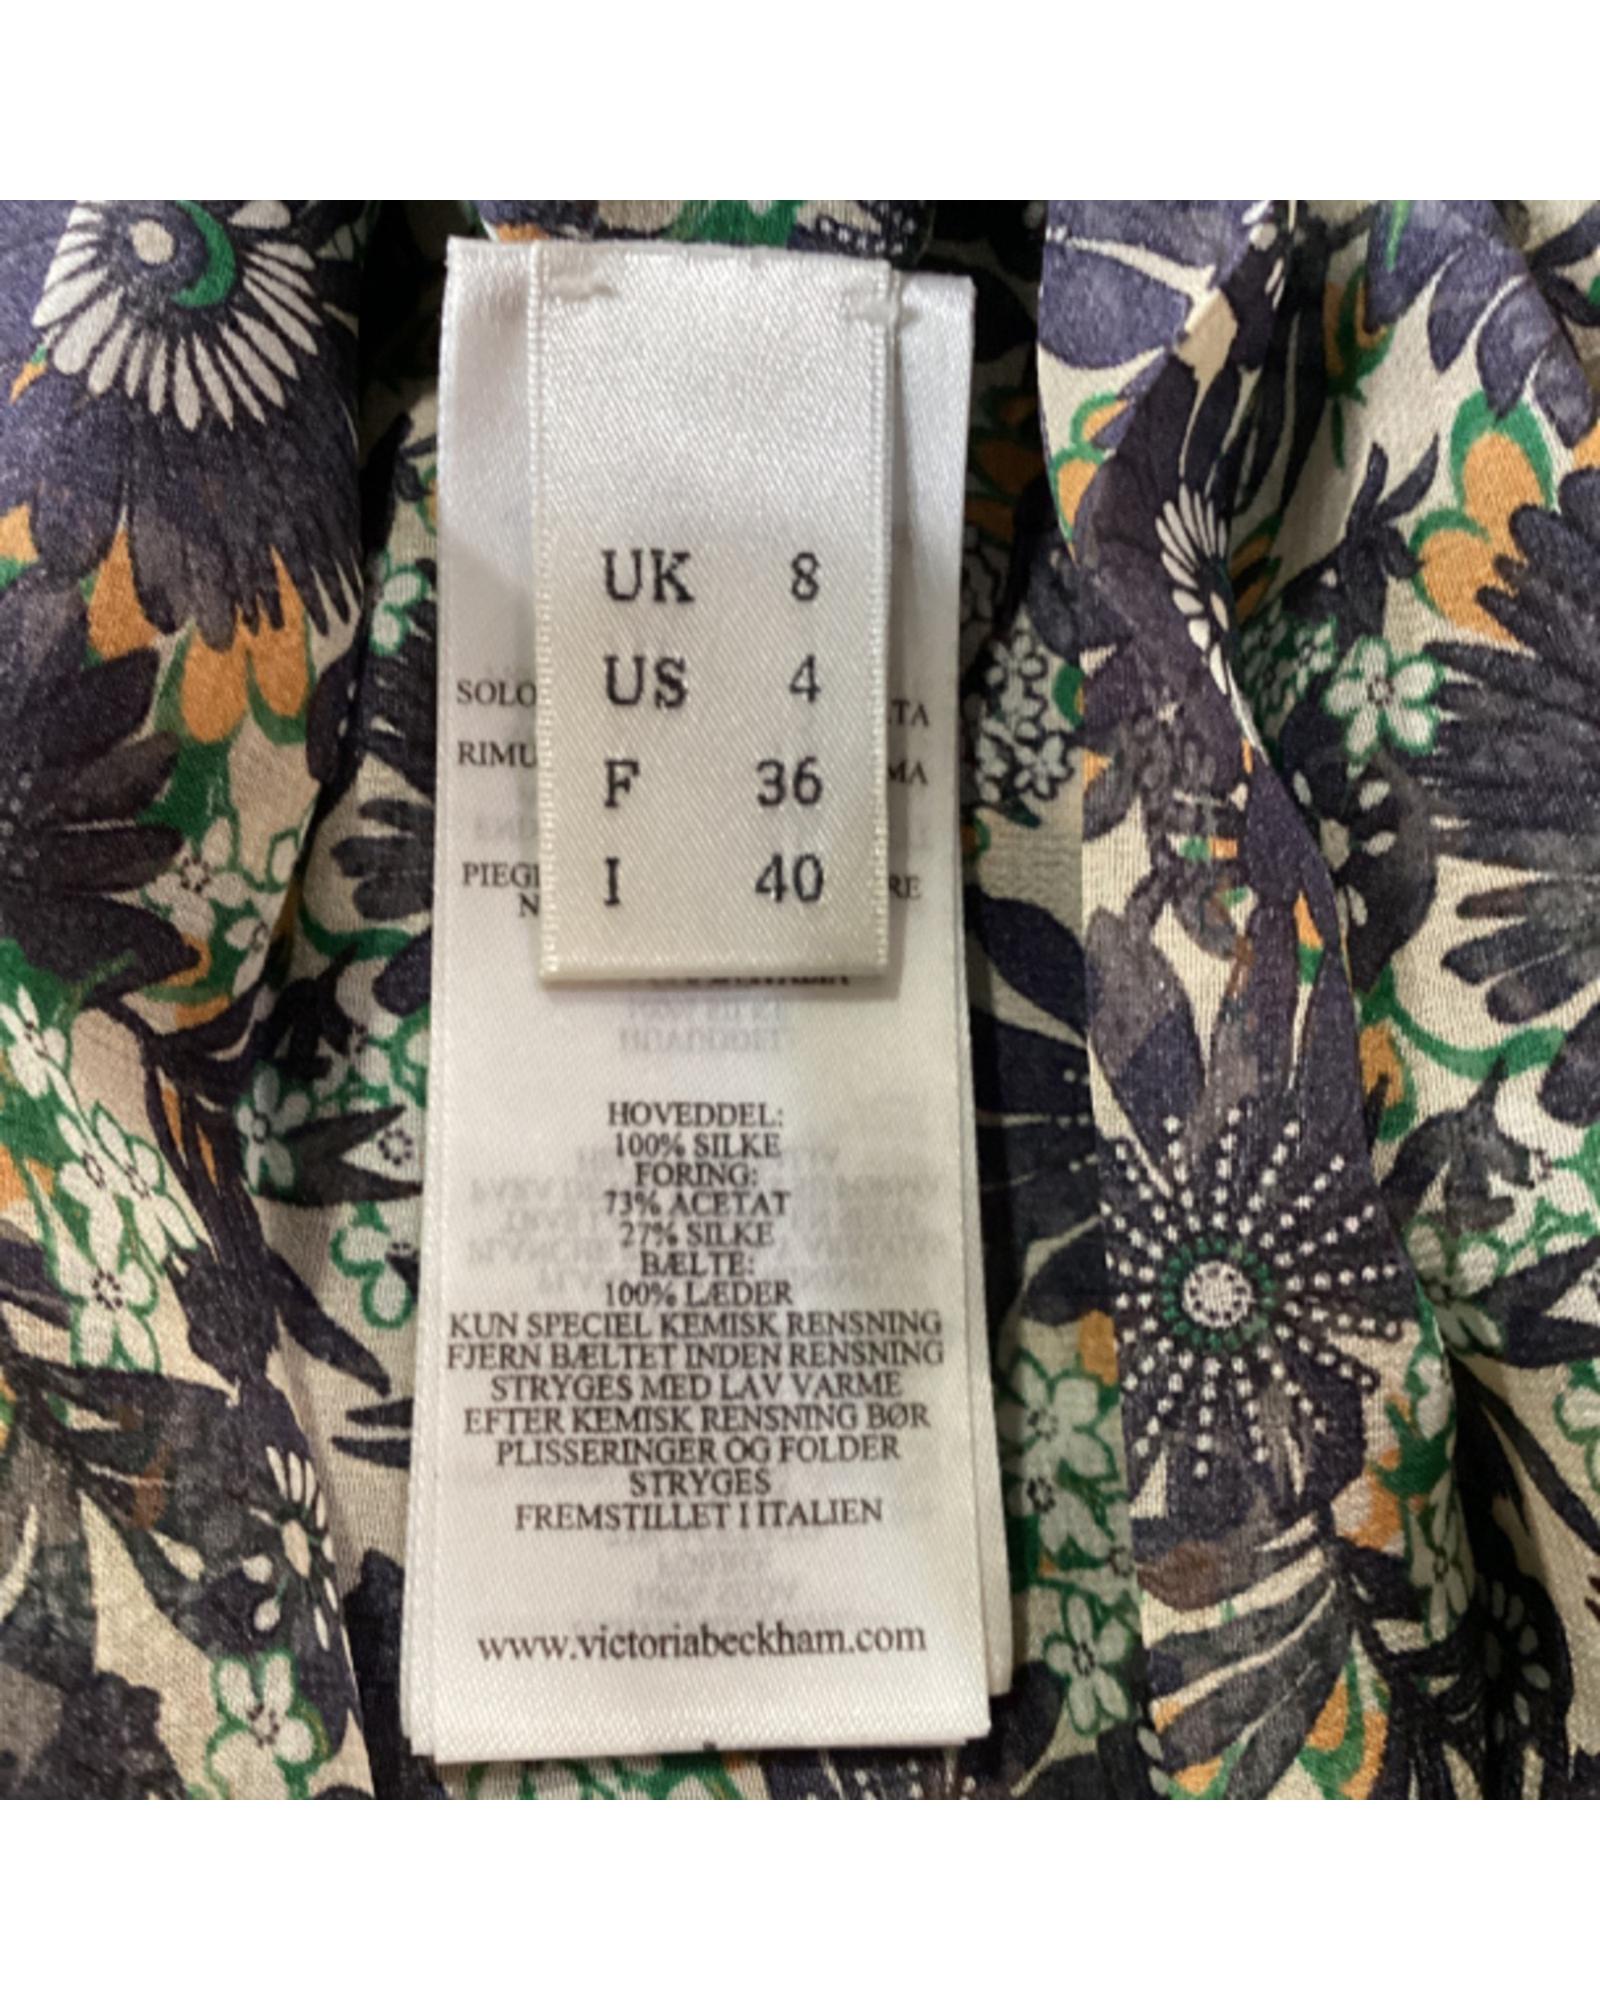 UK 8
US 4
F 36
I 40
SOLO
RIMU
HOVEDDEL:
100% SILKE
FORING:
73% ACETAT
27% SILKE
BÆLTE:
100% LÆDER
KUN SPECIEL KEMISK RENSNING
FJERN BÆLTET INDEN RENSNING
STRYGES MED LAV VARME
EFTER KEMISK RENSNING BØR
PLISSERINGER OG FOLDER
STRYGES
FREMSTILLET I ITALIEN
www.victoriabeckham.com